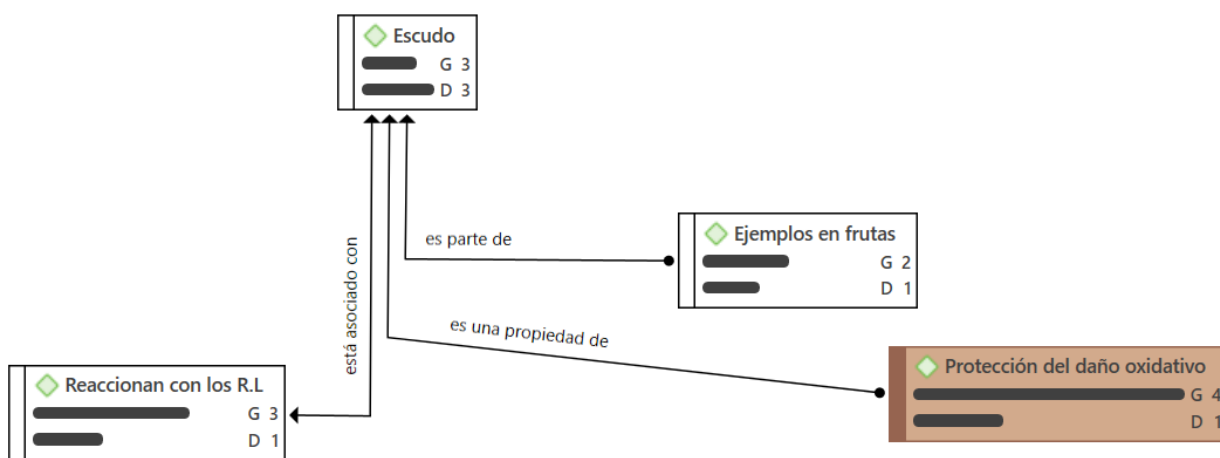 Escudo
G 3
D 3
es parte de
Ejemplos en frutas
G 2
D 1
está asociado con
es una propiedad de
Protección del daño oxidativo
G 4
D 1
Reaccionan con los R.L
G 3
D 1